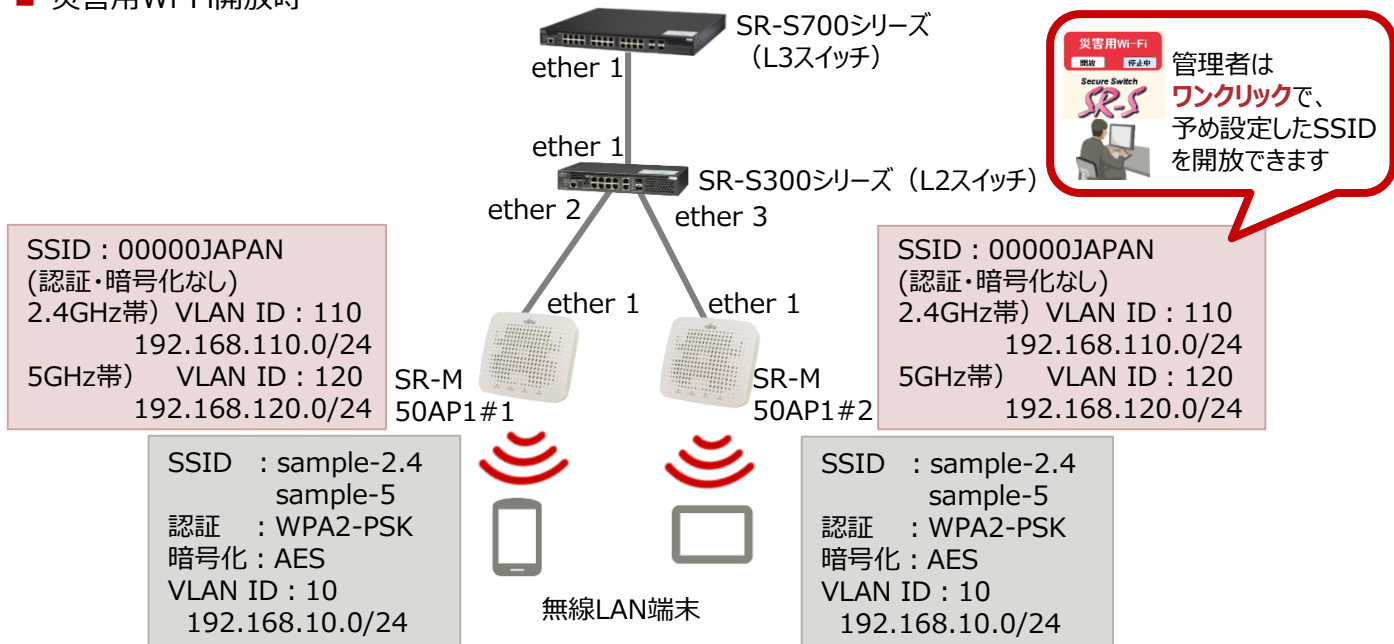 ■ 災害用Wi-Fi開放時
SR-S700シリーズ
（L3スイッチ）
ether 1
ether 1
SR-S300シリーズ（L2スイッチ）
ether 2
ether 3
災害用Wi-Fi
開放 停止中
Secure Switch
SR-S
管理者は
ワンクリックで、
予め設定したSSID
を開放できます
SSID：00000JAPAN
(認証・暗号化なし)
2.4GHz帯）VLAN ID：110
192.168.110.0/24
5GHz帯） VLAN ID：120
192.168.120.0/24
ether 1
ether 1
SR-M
50AP1#1
SR-M
50AP1#2
SSID：00000JAPAN
(認証・暗号化なし)
2.4GHz帯）VLAN ID：110
192.168.110.0/24
5GHz帯） VLAN ID：120
192.168.120.0/24
SSID ：sample-2.4
sample-5
認証 ：WPA2-PSK
暗号化：AES
VLAN ID：10
192.168.10.0/24
無線LAN端末
SSID ：sample-2.4
sample-5
認証 ：WPA2-PSK
暗号化：AES
VLAN ID：10
192.168.10.0/24